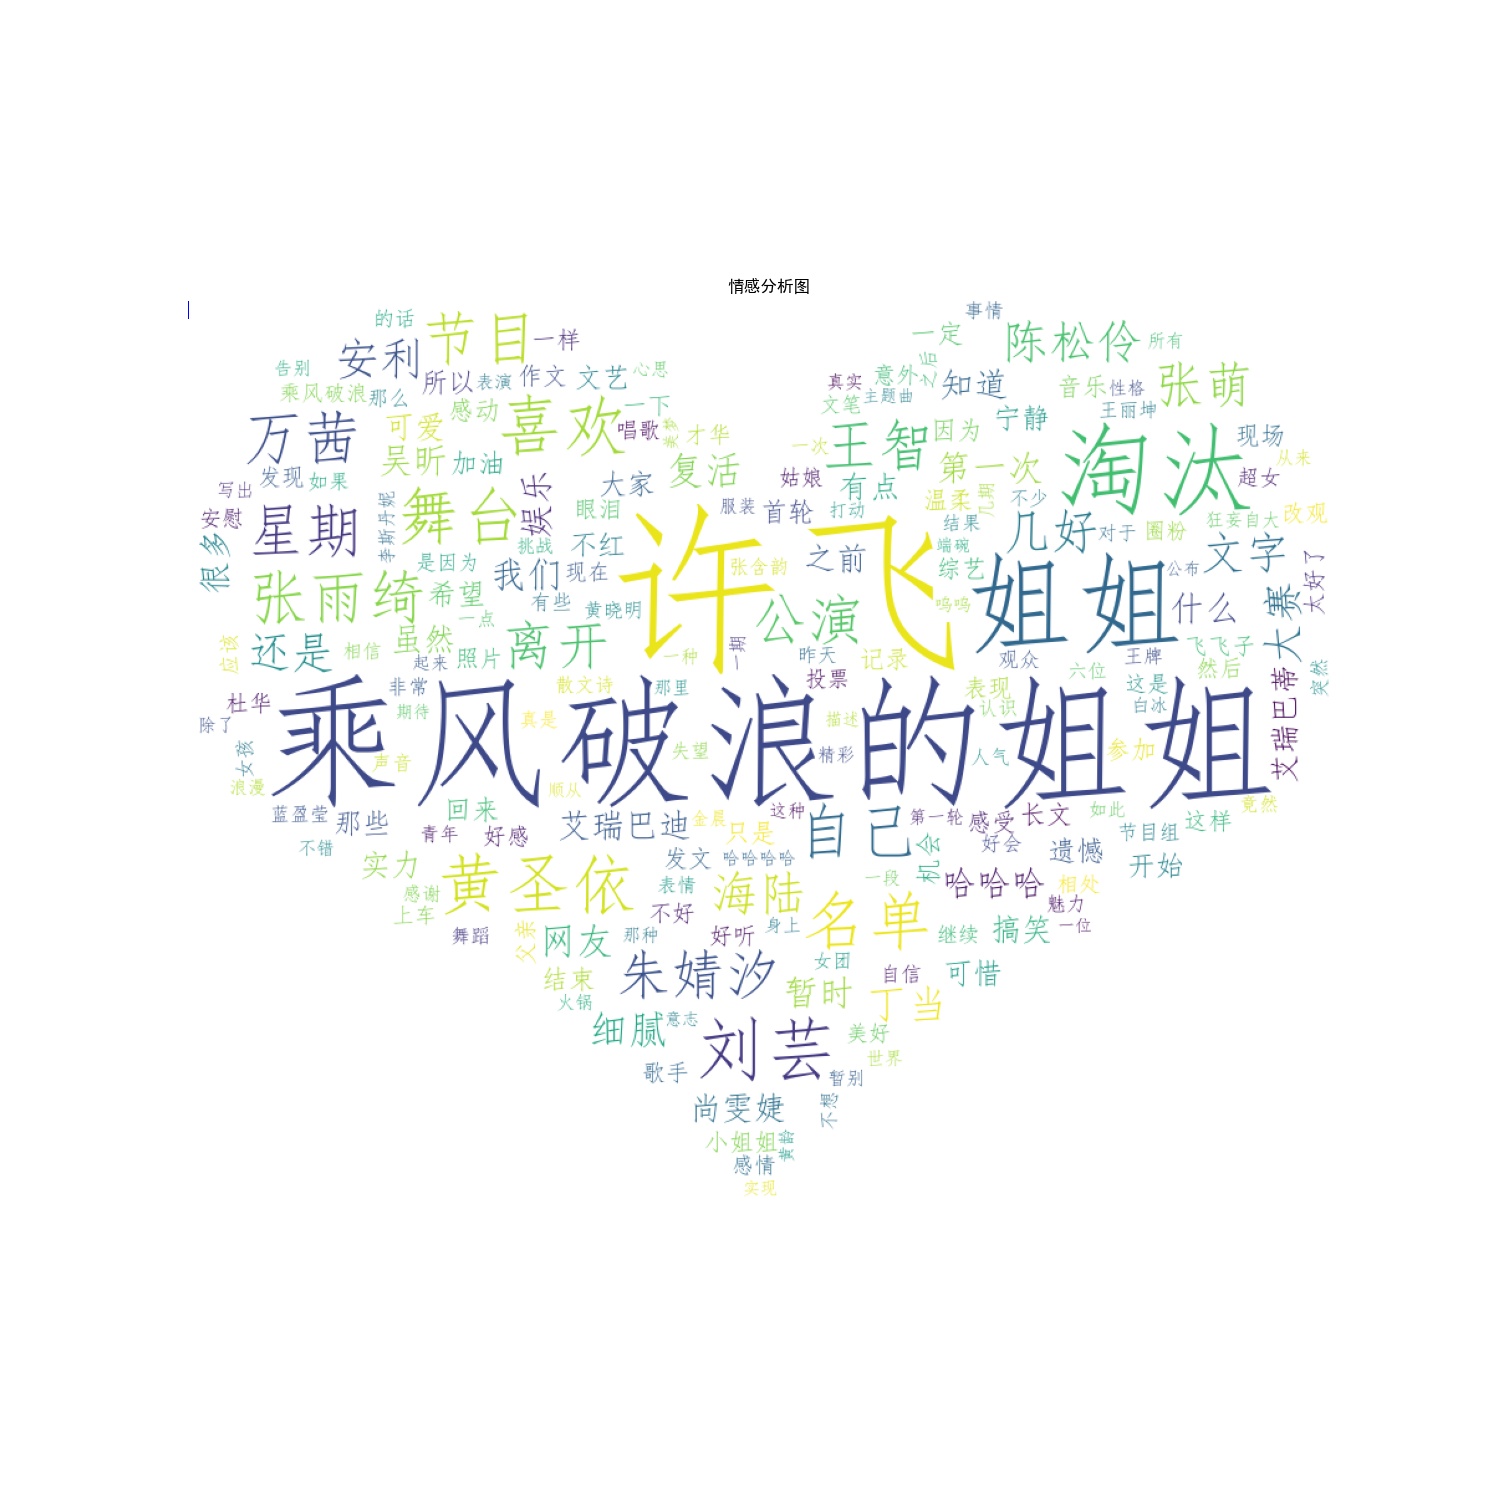 情感分析图
事情
的话
节目
一样
一定
陈松伶
所有
安利
告别
所以
表演
作文
文艺
心思
真实
意外
之后
知道
音乐
性格
张萌
乘风破浪
那么
感动
喜欢
一下
文笔
主题曲
宁静
王丽坤
万茜
可爱
唱歌
美梦
才华
一次
王智
因为
淘汰
现场
从来
吴昕
加油
复活
姑娘
有点
第一次
超女
发现
如果
大家
写出
安慰
星期
李斯丹妮
舞台
娱乐
眼泪
服装
首轮
打动
温柔
几期
不少
结果
几好
对于
圈粉
狂妄自大
改观
很多
挑战
不红
许飞
端碗
文字
是因为
我们
现在
张含韵
之前
综艺
姐姐
公布
太好了
张雨绮
希望
有些
黄晓明
公演
呜呜
什么
大赛
一点
应该
还是
相信
虽然
离开
起来
照片
一种
一期
昨天
记录
观众
王牌
飞飞子
六位
然后
突然
杜华
非常
散文诗
那里
投票
表现
这是
艾瑞巴蒂
除了
期待
真是
描述
认识
白冰
乘风破浪的姐姐
女孩
声音
失望
精彩
人气
参加
浪漫
顺从
蓝盈莹
那些
回来
艾瑞巴迪
金晨
这种
自己
第一轮
感受
长文
如此
竟然
青年
好感
只是
节目组
这样
不错
好会
遗憾
实力
发文
哈哈哈哈
机会
开始
感谢
黄圣依
表情
海陆
一段
哈哈哈
相处
上车
不好
名单
魅力
舞蹈
父亲
网友
那种
好听
身上
继续
搞笑
一位
结束
朱婧汐
女团
自信
可惜
火锅
暂时
丁当
细腻
意志
刘芸
美好
世界
歌手
暂别
尚雯婕
不想
小姐姐
黄龄
感情
实现